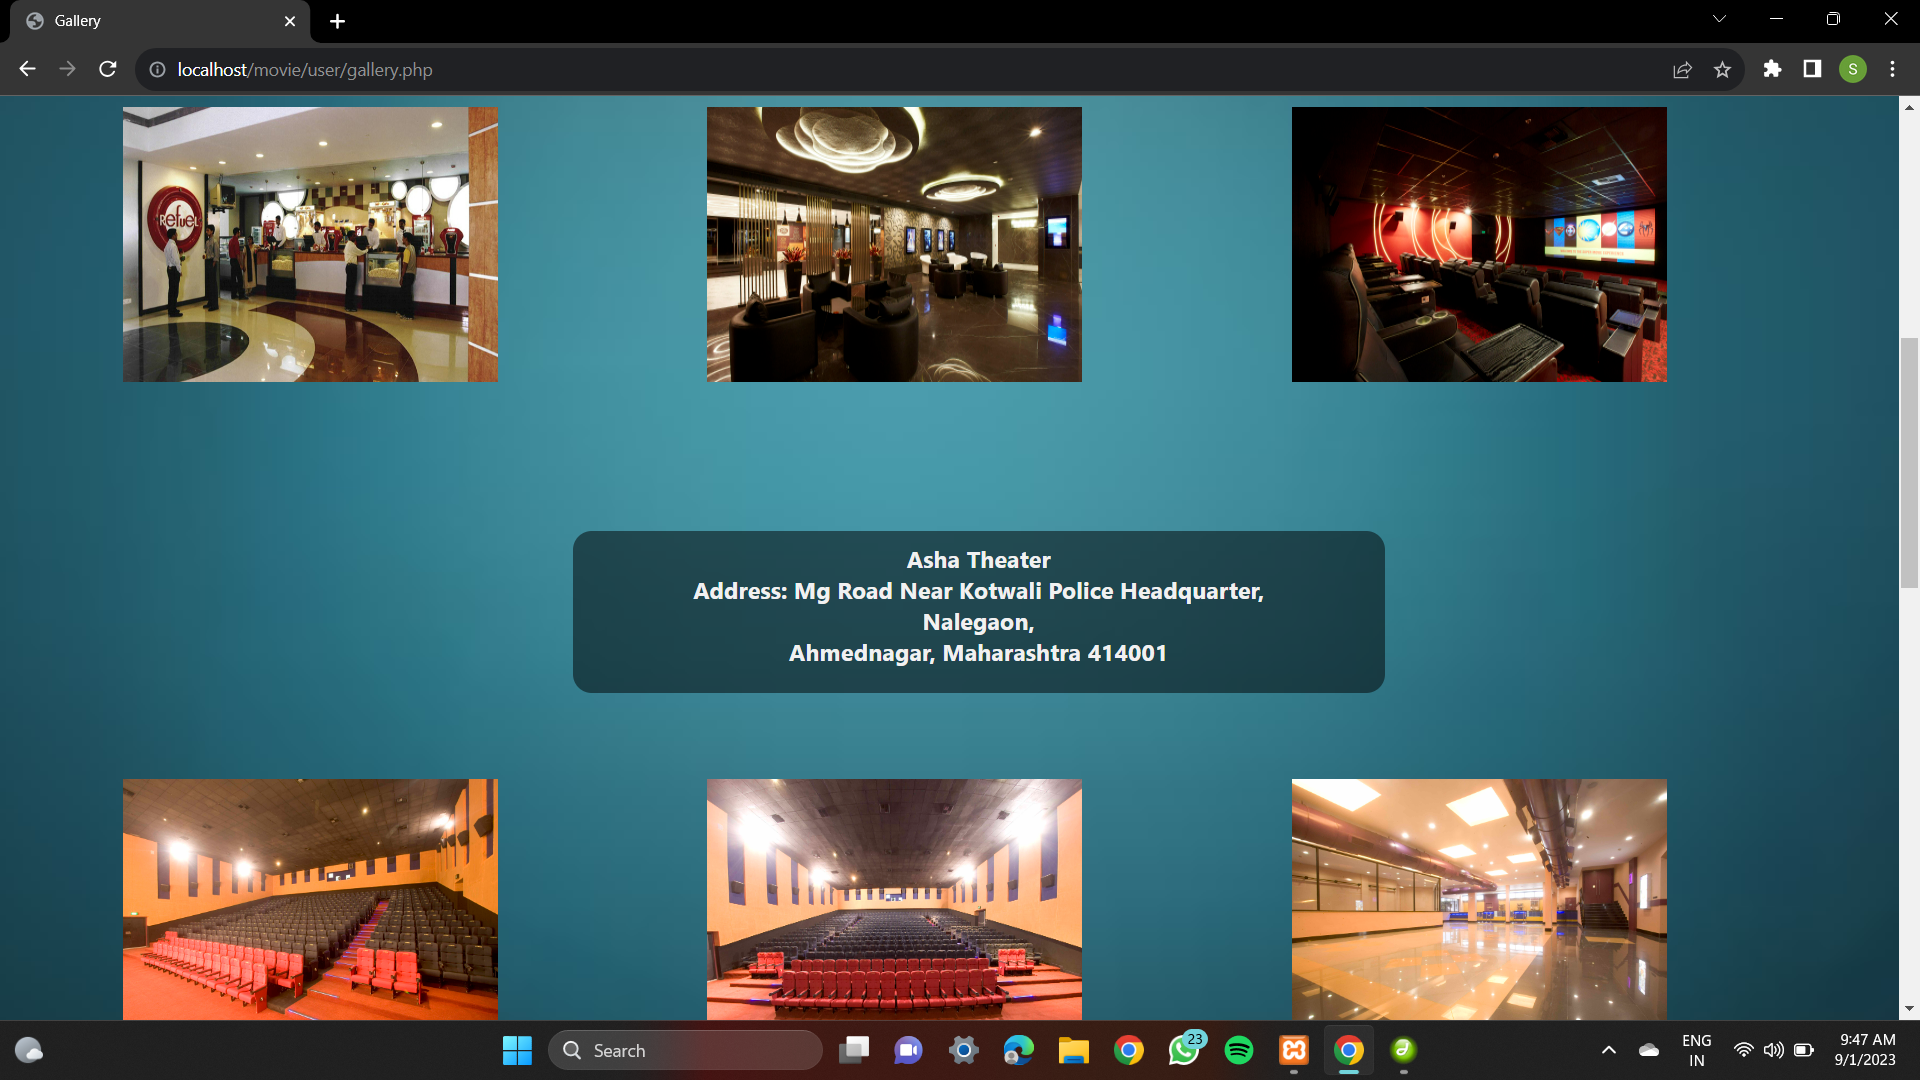 Gallery
localhost/movie/user/gallery.php
S
ReFueL
Asha Theater
Address: Mg Road Near Kotwali Police Headquarter,
Nalegaon,
Ahmednagar, Maharashtra 414001
Search
23
ENG
IN
9:47 AM
9/1/2023